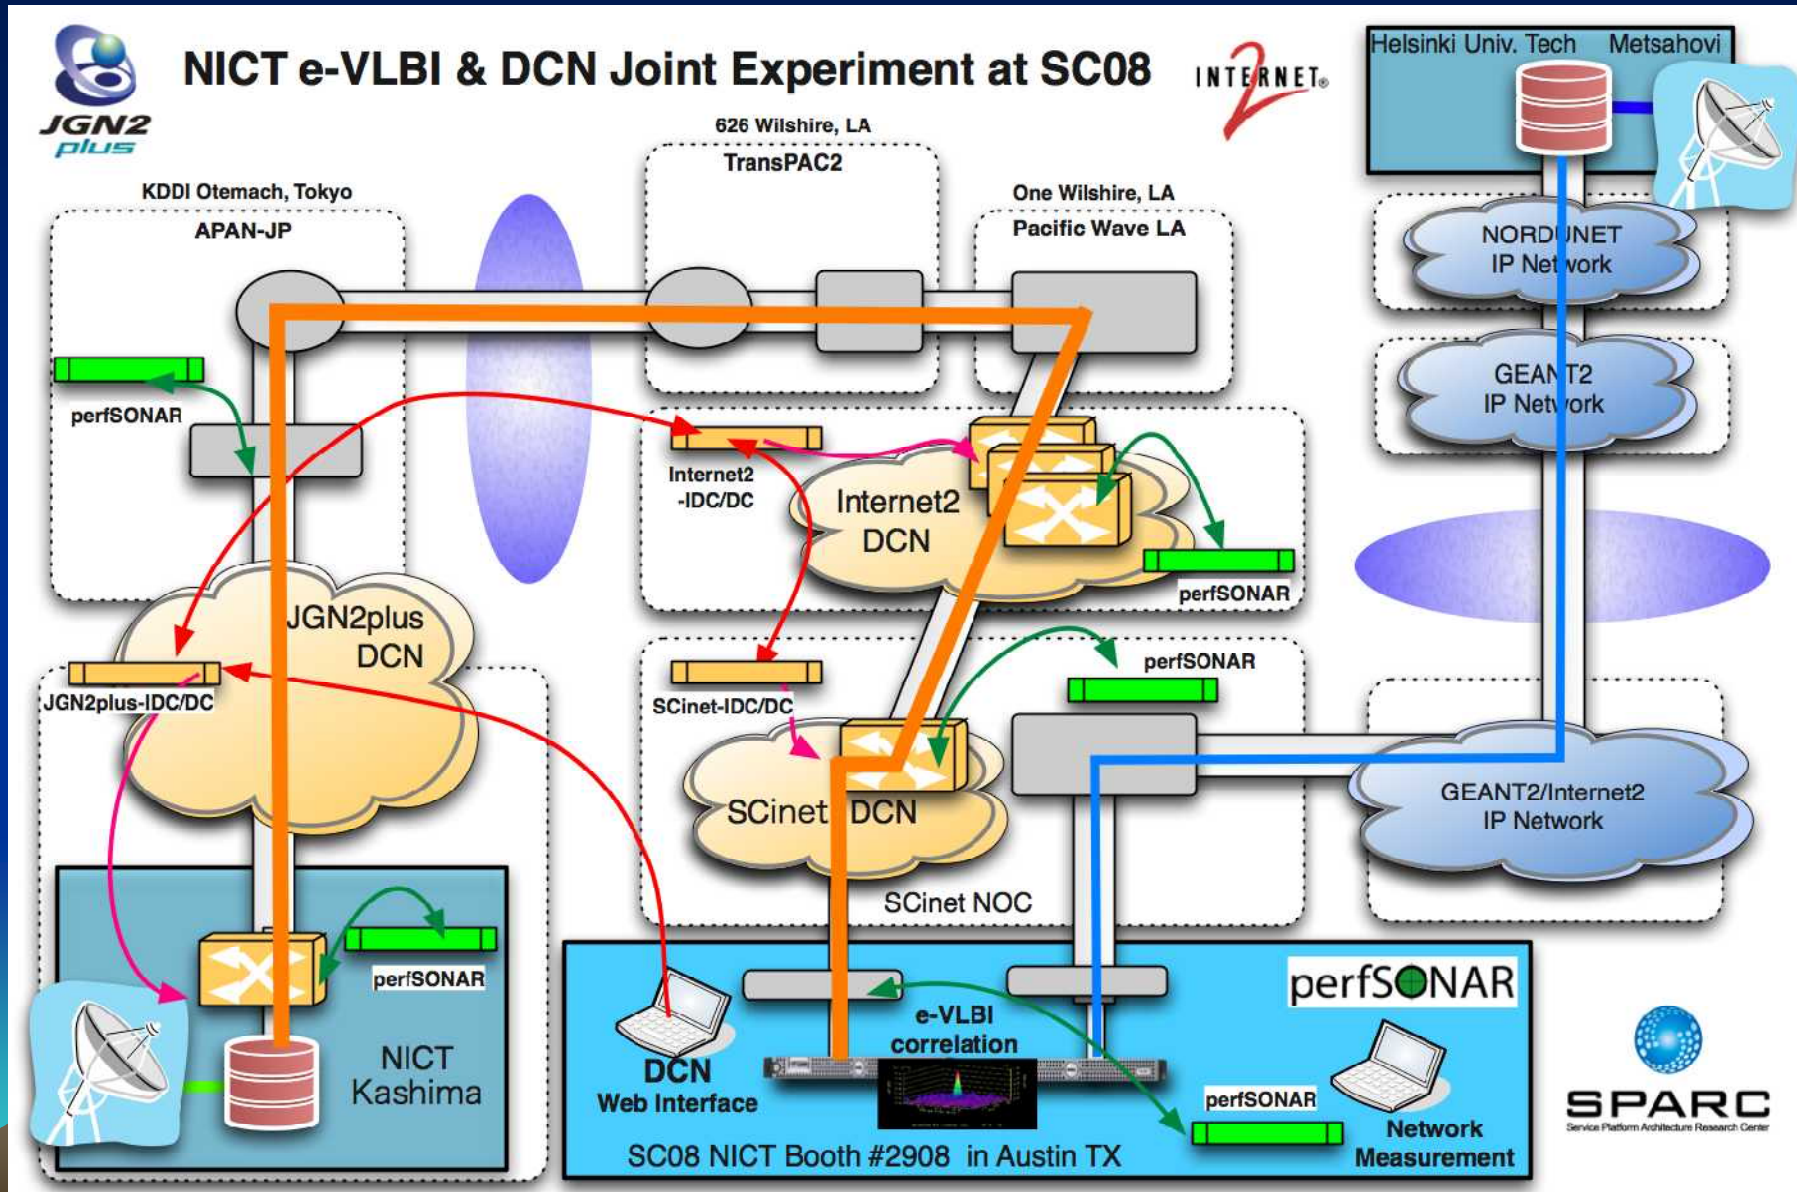 JGN2
plus
NICT e-VLBI & DCN Joint Experiment at SC08
INTERNET®
2
Helsinki Univ. Tech Metsahovi
626 Wilshire, LA
TransPAC2
KDDI Otemach, Tokyo
APAN-JP
One Wilshire, LA
Pacific Wave LA
NORDUNET
IP Network
GEANT2
IP Network
perfSONAR
Internet2
-IDC/DC
Internet2
DCN
perfSONAR
JGN2plus
DCN
JGN2plus-IDC/DC
perfSONAR
SCinet-IDC/DC
SCinet DCN
SCinet NOC
GEANT2/Internet2
IP Network
perfSONAR
NICT
Kashima
DCN
Web Interface
e-VLBI
correlation
perfSONAR
perfSONAR
Network
Measurement
SC08 NICT Booth #2908 in Austin TX
SPARC
Service Platform Architecture Research Center